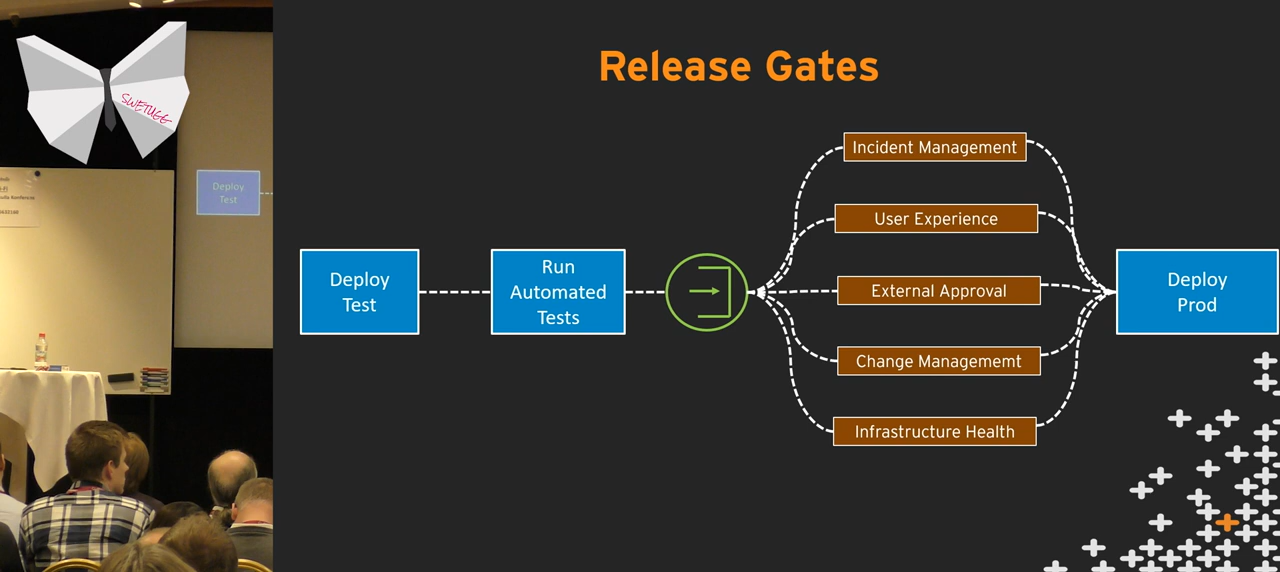 SWETUGG
Deploy
Test
Release Gates
Deploy
Test
Run
Automated
Tests
Incident Management
User Experience
External Approval
Change Managememt
Infrastructure Health
Deploy
Prod